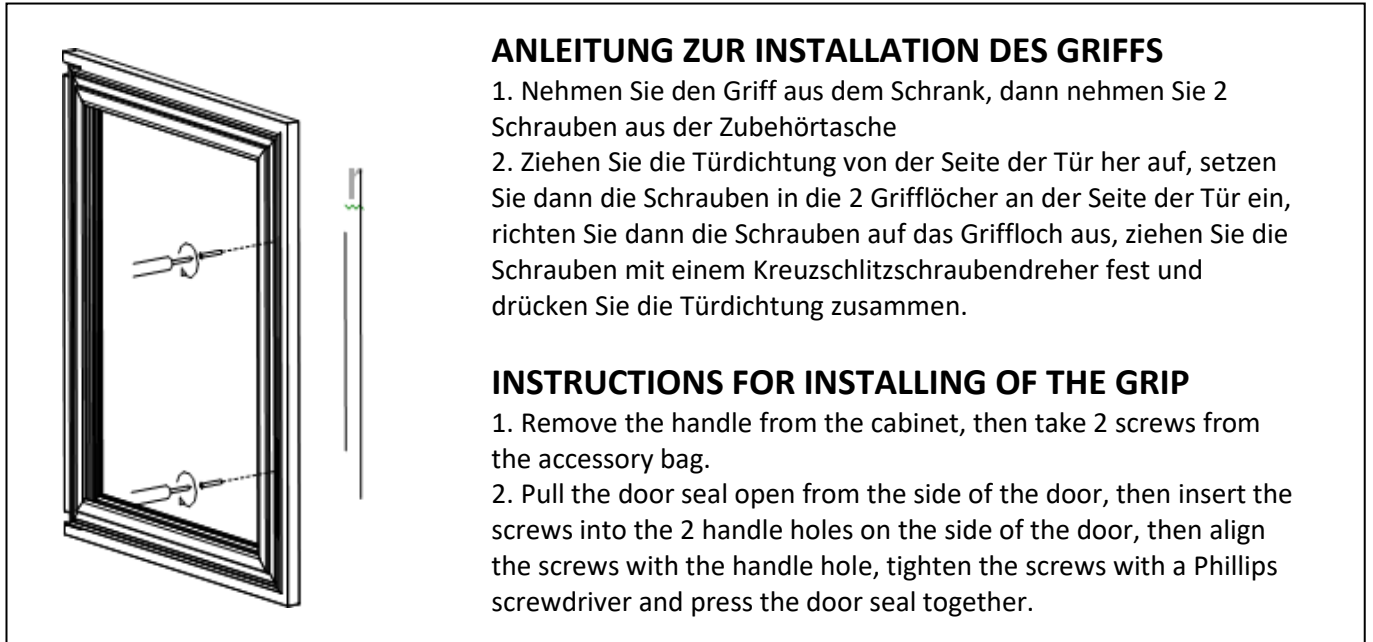 ANLEITUNG ZUR INSTALLATION DES GRIFFS
1. Nehmen Sie den Griff aus dem Schrank, dann nehmen Sie 2
Schrauben aus der Zubehörtasche
2. Ziehen Sie die Türdichtung von der Seite der Tür her auf, setzen
Sie dann die Schrauben in die 2 Grifflöcher an der Seite der Tür ein,
richten Sie dann die Schrauben auf das Griffloch aus, ziehen Sie die
Schrauben mit einem Kreuzschlitzschraubendreher fest und
drücken Sie die Türdichtung zusammen.
INSTRUCTIONS FOR INSTALLING OF THE GRIP
1. Remove the handle from the cabinet, then take 2 screws from
the accessory bag.
2. Pull the door seal open from the side of the door, then insert the
screws into the 2 handle holes on the side of the door, then align
the screws with the handle hole, tighten the screws with a Phillips
screwdriver and press the door seal together.